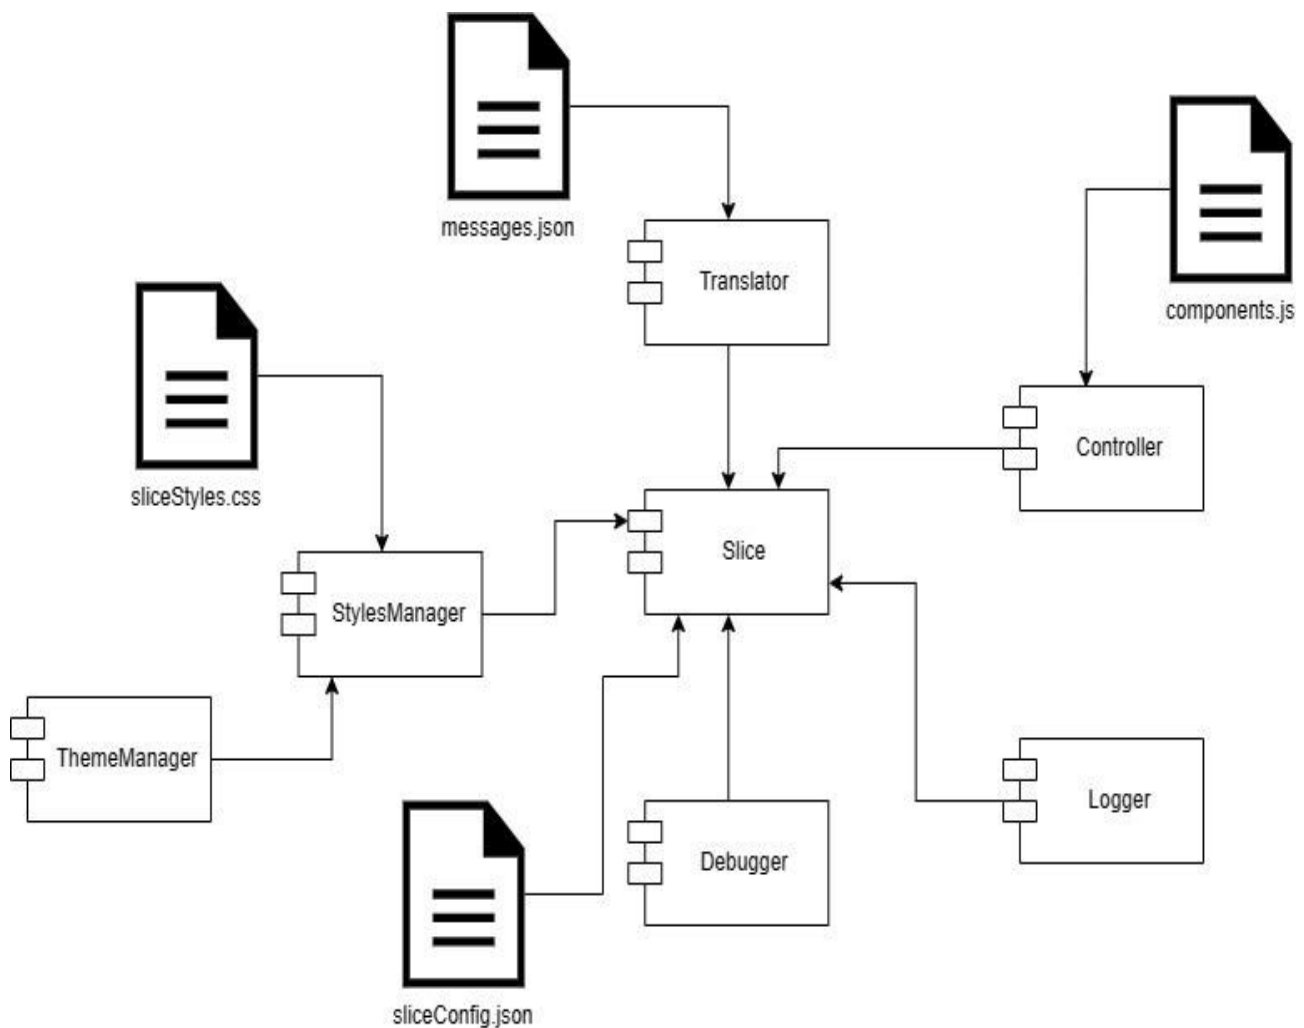 messages.json
Translator
components.js
Controller
sliceStyles.css
Slice
StylesManager
ThemeManager
Logger
Debugger
sliceConfig.json